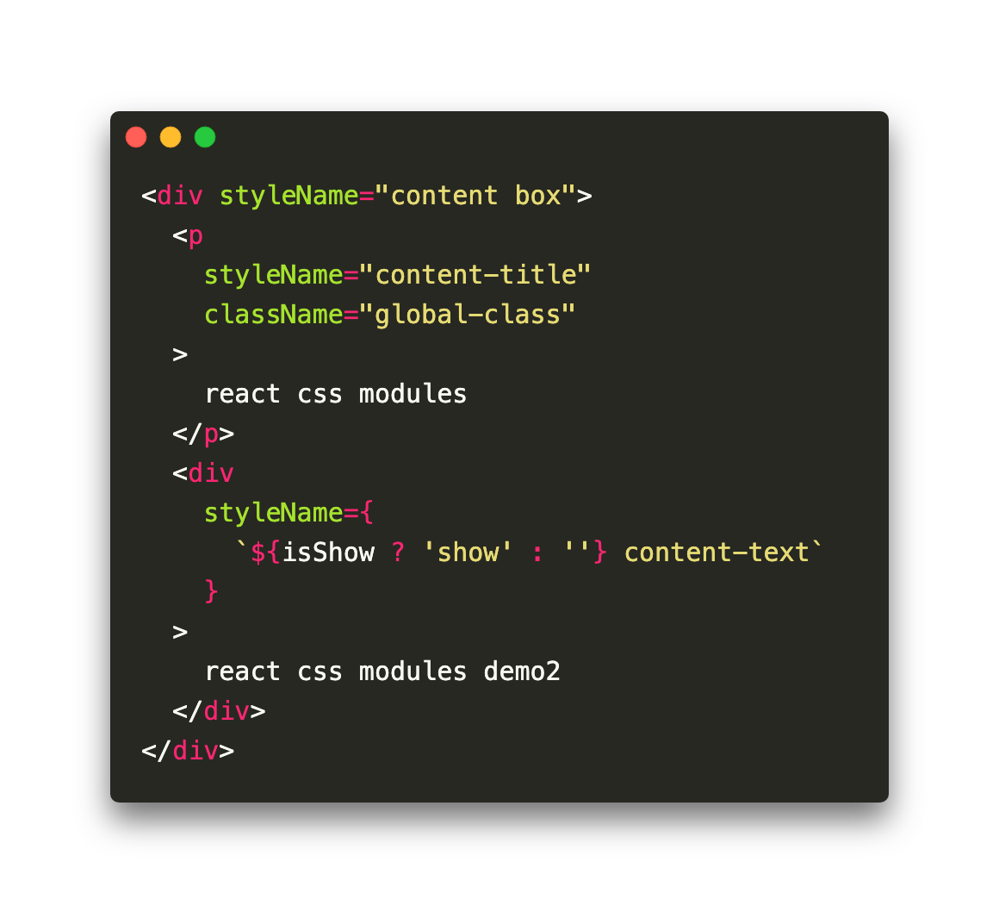 <div styleName="content box">
  <p
    styleName="content-title"
    className="global-class"
  >
    react css modules
  </p>
  <div
    styleName={
      `${isShow ? 'show' : ''} content-text`
    }
  >
    react css modules demo2
  </div>
</div>